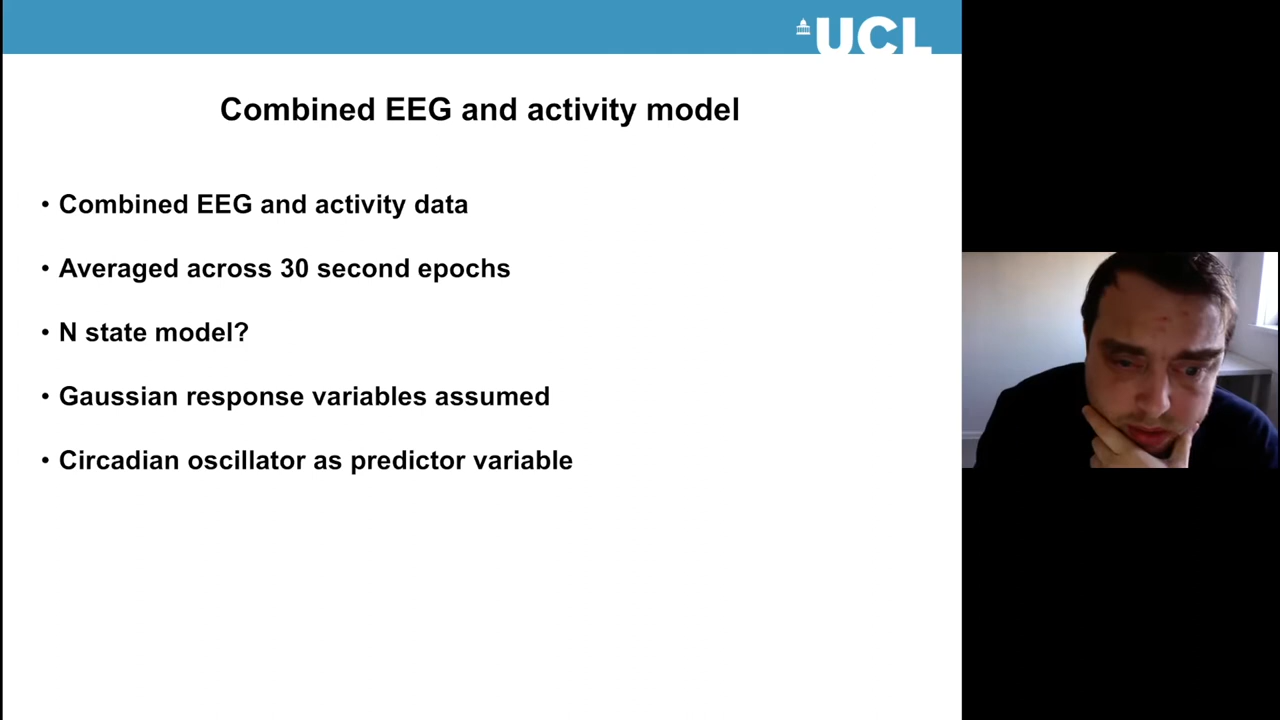 UCL
Combined EEG and activity model
• Combined EEG and activity data
• Averaged across 30 second epochs
• N state model?
• Gaussian response variables assumed
• Circadian oscillator as predictor variable